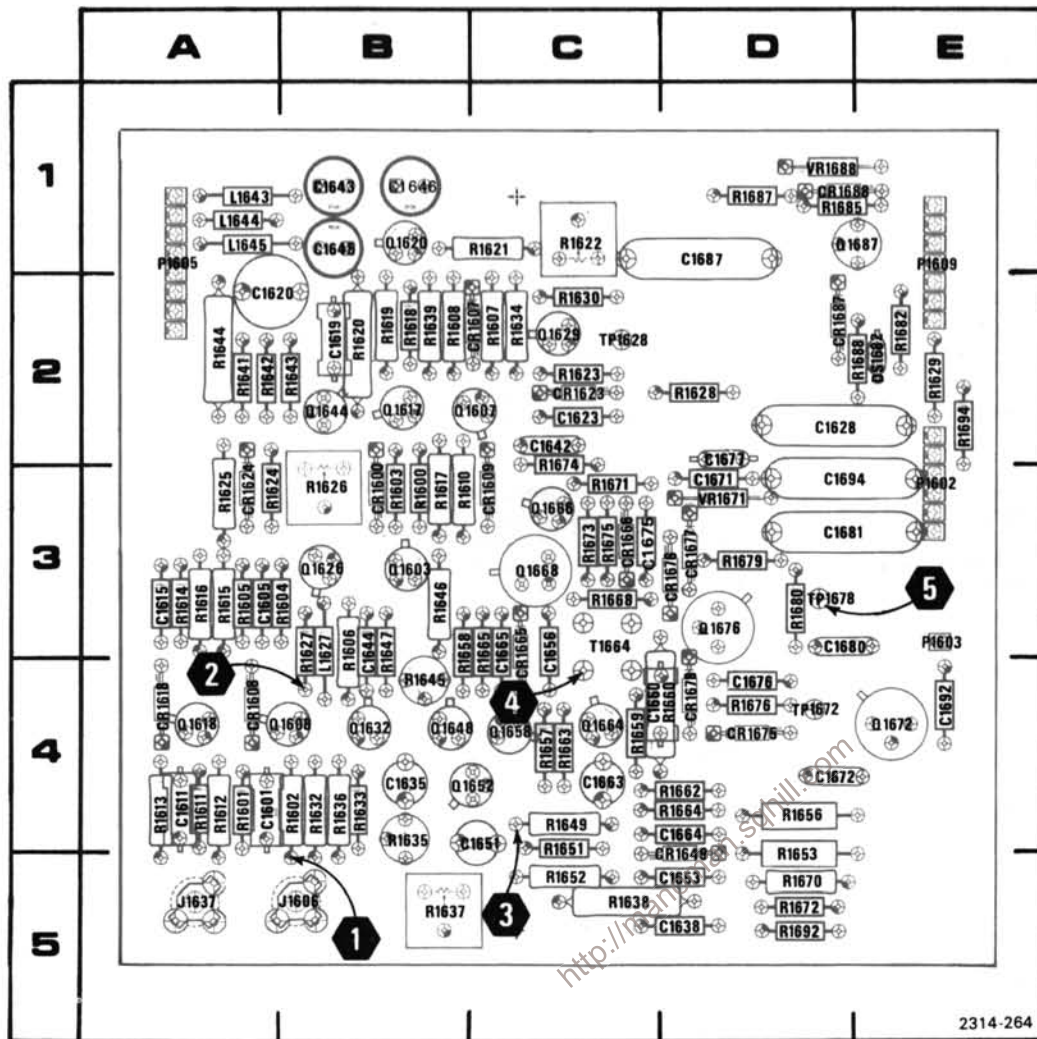 A B C D E
1
VR1688
C1643 C1646 CR1688
L1643 R1687
R1685
L1644
R1622
L1645 C1645 Q1620 R1621 Q1687
P1605 C1687 P1609
C1620 R1630
2
R1644 C1619 R1620 R1619 R1618 R1639 R1608 CR1607 R1607 R1634 Q1629 TP1628 CR1687 R1688 R1682
R1641 R1642 R1643 R1623 R1629
CR1623 R1628
Q1644 Q1617 Q1607 C1623 C1628 R1694
C1642
R1674 C1677
3
R1625 CR1624 R1624 R1626 CR1600 R1603 R1600 R1617 R1610 CR1609 R1671 C1671 C1694 P1602
VR1671
Q1666
R1673 R1675 CR1666 C1675 C1681
Q1626 Q1603 Q1668 CR1676 CR1677 R1679
C1615 R1614 R1616 R1615 R1605 C1605 R1604 R1646 R1668 R1680 TP1678 5
Q1676
R1627 L1627 R1606 C1644 R1647 R1658 R1665 C1665 CR1665 C1656 T1664 C1680 P1603
2 R1645 4 C1676
4
CR1618 CR1608 C1660 R1660 CR1678 R1676 TP1672 C1692
Q1618 Q1608 Q1632 Q1648 Q1658 R1657 R1663 Q1664 R1659 CR1675 Q1672
C1635 Q1652 C1663 C1672
R1613 C1611 R1611 R1612 R1601 C1601 R1602 R1632 R1636 R1633 R1662
R1664 R1656
R1635 C1651 R1649 C1664
R1651 CR1649 R1653
R1652 C1653 R1670
5
J1637 J1606 R1637 3 R1638 R1672
1 C1638 R1692
http://manoman.sqhill.com
2314-264